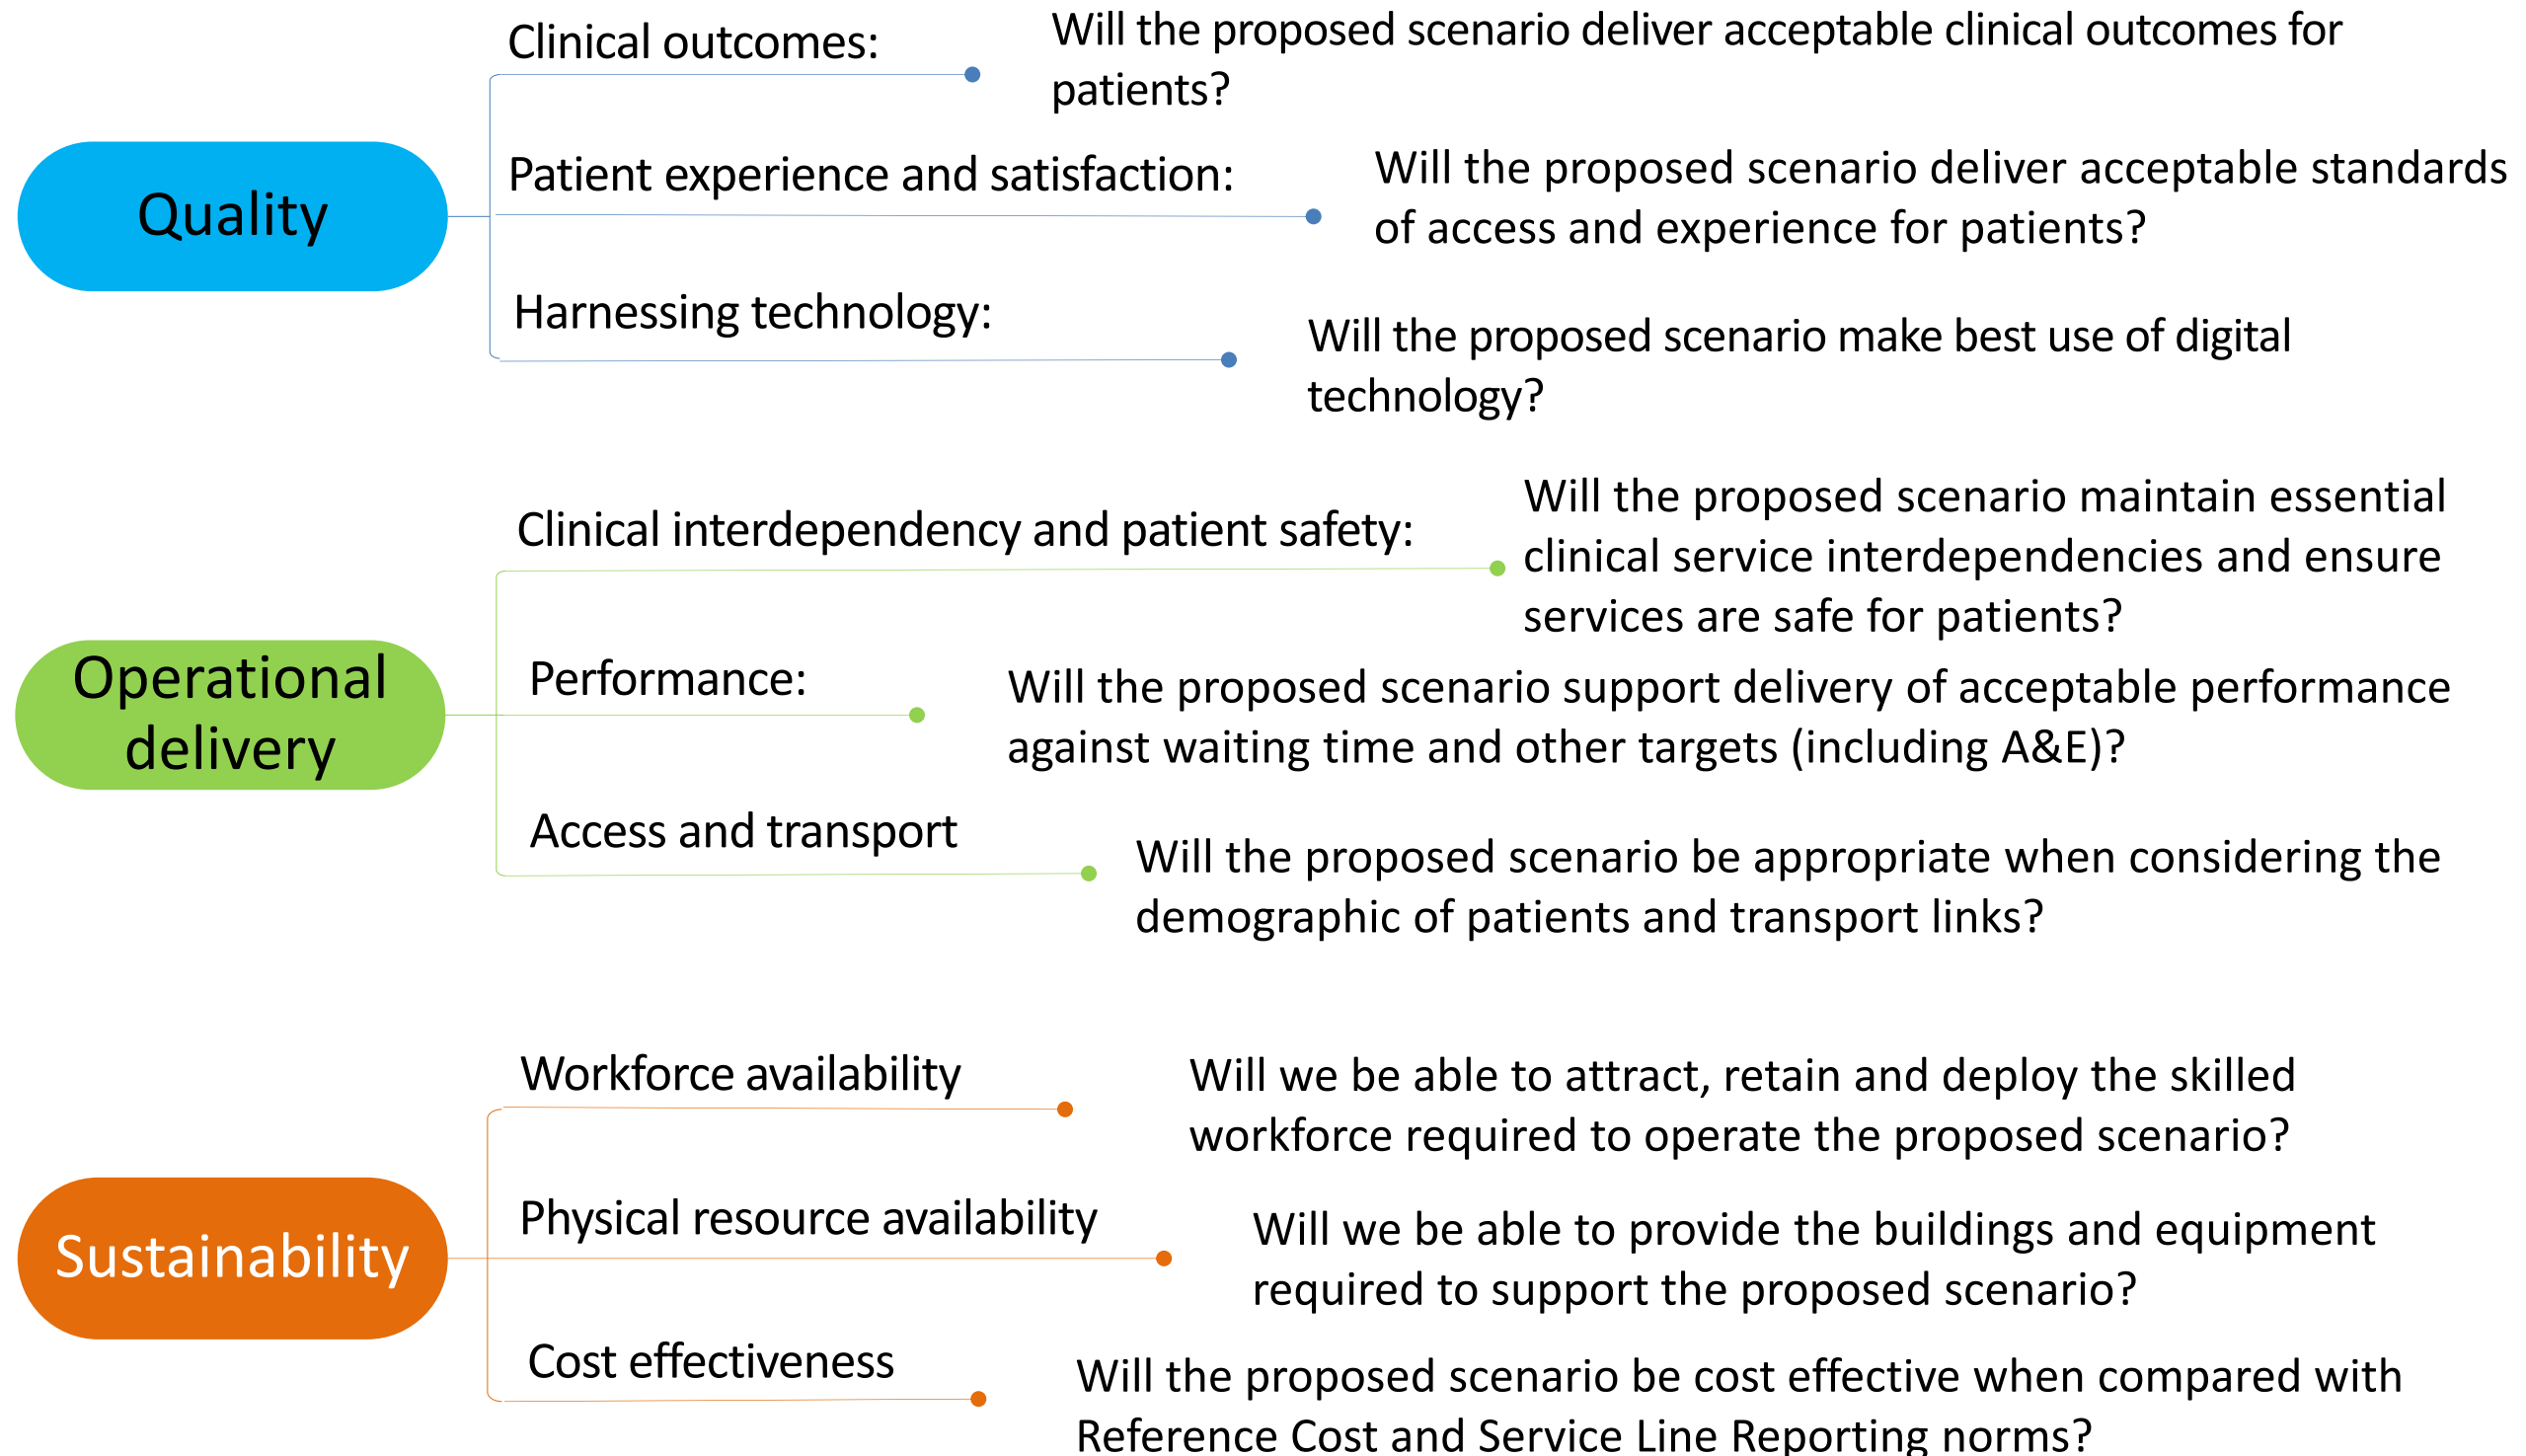 Quality
Clinical outcomes:
Will the proposed scenario deliver acceptable clinical outcomes for
patients?
Patient experience and satisfaction:
Will the proposed scenario deliver acceptable standards
of access and experience for patients?
Harnessing technology:
Will the proposed scenario make best use of digital
technology?
Operational
delivery
Clinical interdependency and patient safety:
Will the proposed scenario maintain essential
clinical service interdependencies and ensure
services are safe for patients?
Performance:
Will the proposed scenario support delivery of acceptable performance
against waiting time and other targets (including A&E)?
Access and transport
Will the proposed scenario be appropriate when considering the
demographic of patients and transport links?
Sustainability
Workforce availability
Will we be able to attract, retain and deploy the skilled
workforce required to operate the proposed scenario?
Physical resource availability
Will we be able to provide the buildings and equipment
required to support the proposed scenario?
Cost effectiveness
Will the proposed scenario be cost effective when compared with
Reference Cost and Service Line Reporting norms?